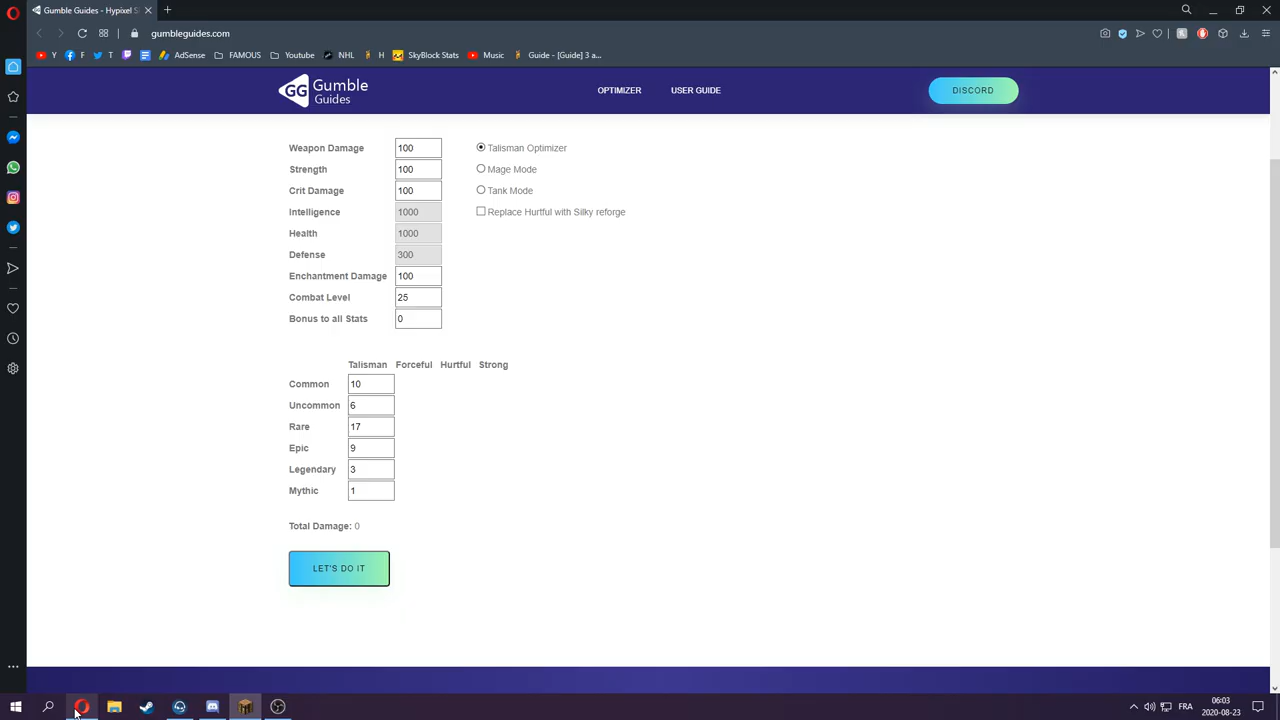 Gumble Guides - Hypixel S
gumbleguides.com
Y
F
T
AdSense
FAMOUS
Youtube
NHL
H
SkyBlock Stats
Music
Guide - [Guide] 3 a...
GG Gumble Guides
OPTIMIZER
USER GUIDE
DISCORD
Weapon Damage 100 Talisman Optimizer
Strength 100 Mage Mode
Crit Damage 100 Tank Mode
Intelligence 1000 Replace Hurtful with Silky reforge
Health 1000
Defense 300
Enchantment Damage 100
Combat Level 25
Bonus to all Stats 0
Talisman Forceful Hurtful Strong
Common 10
Uncommon 6
Rare 17
Epic 9
Legendary 3
Mythic 1
Total Damage: 0
LET'S DO IT
FRA
06:03
2020-08-23